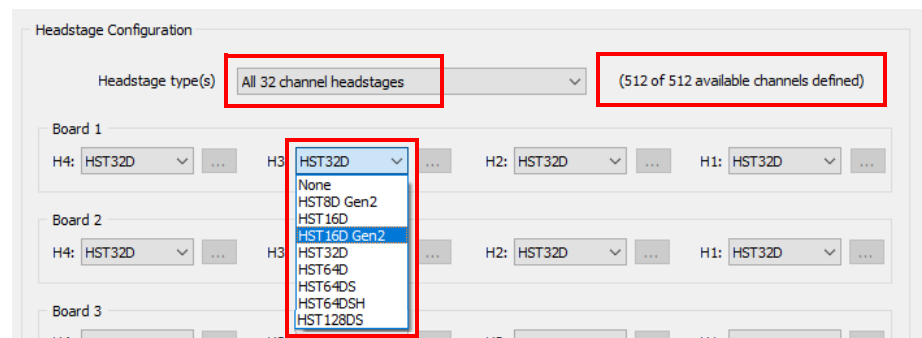 Headstage Configuration
Headstage type(s) All 32 channel headstages (512 of 512 available channels defined)
Board 1
H4: HST32D ... H3 HST32D ... H2: HST32D ... H1: HST32D ...
None
HST8D Gen2
HST16D
Board 2
HST16D Gen2
H4: HST32D ... H3 HST32D ... H2: HST32D ... H1: HST32D ...
HST64D
HST64DS
HST64DSH
Board 3
HST128DS